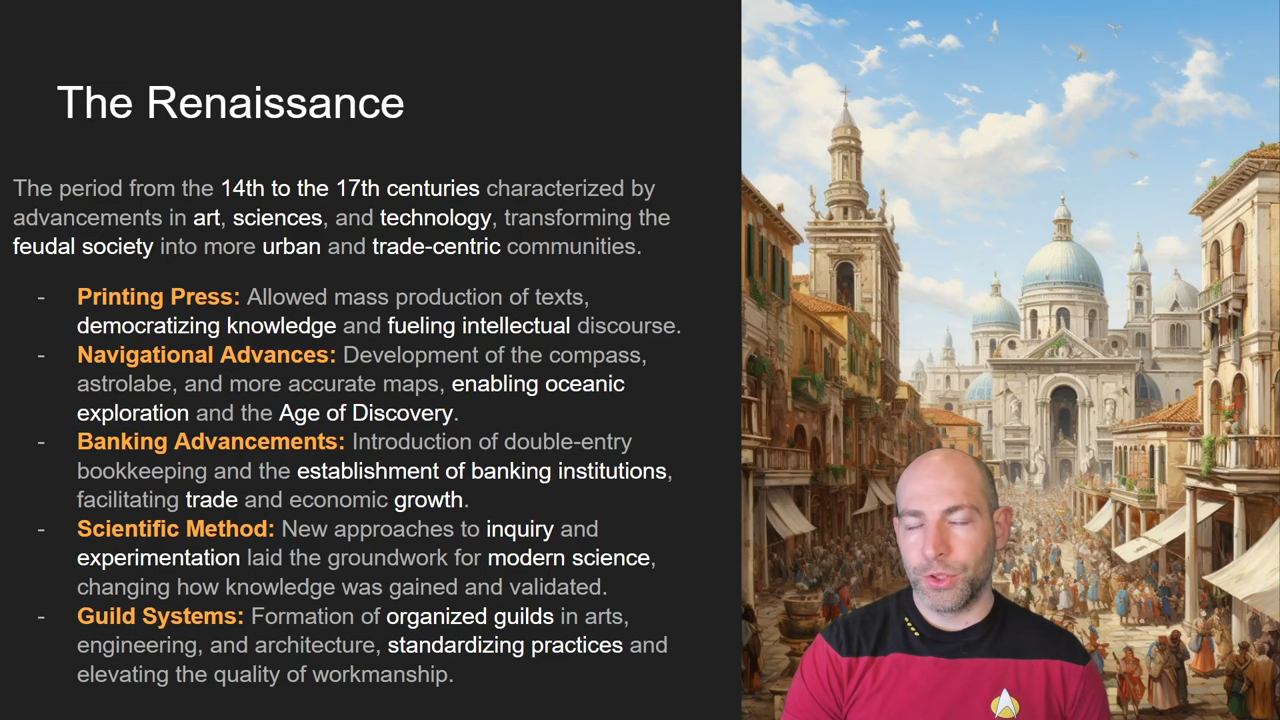 The Renaissance
The period from the 14th to the 17th centuries characterized by
advancements in art, sciences, and technology, transforming the
feudal society into more urban and trade-centric communities.
- Printing Press: Allowed mass production of texts,
democratizing knowledge and fueling intellectual discourse.
- Navigational Advances: Development of the compass,
astrolabe, and more accurate maps, enabling oceanic
exploration and the Age of Discovery.
- Banking Advancements: Introduction of double-entry
bookkeeping and the establishment of banking institutions,
facilitating trade and economic growth.
- Scientific Method: New approaches to inquiry and
experimentation laid the groundwork for modern science,
changing how knowledge was gained and validated.
- Guild Systems: Formation of organized guilds in arts,
engineering, and architecture, standardizing practices and
elevating the quality of workmanship.